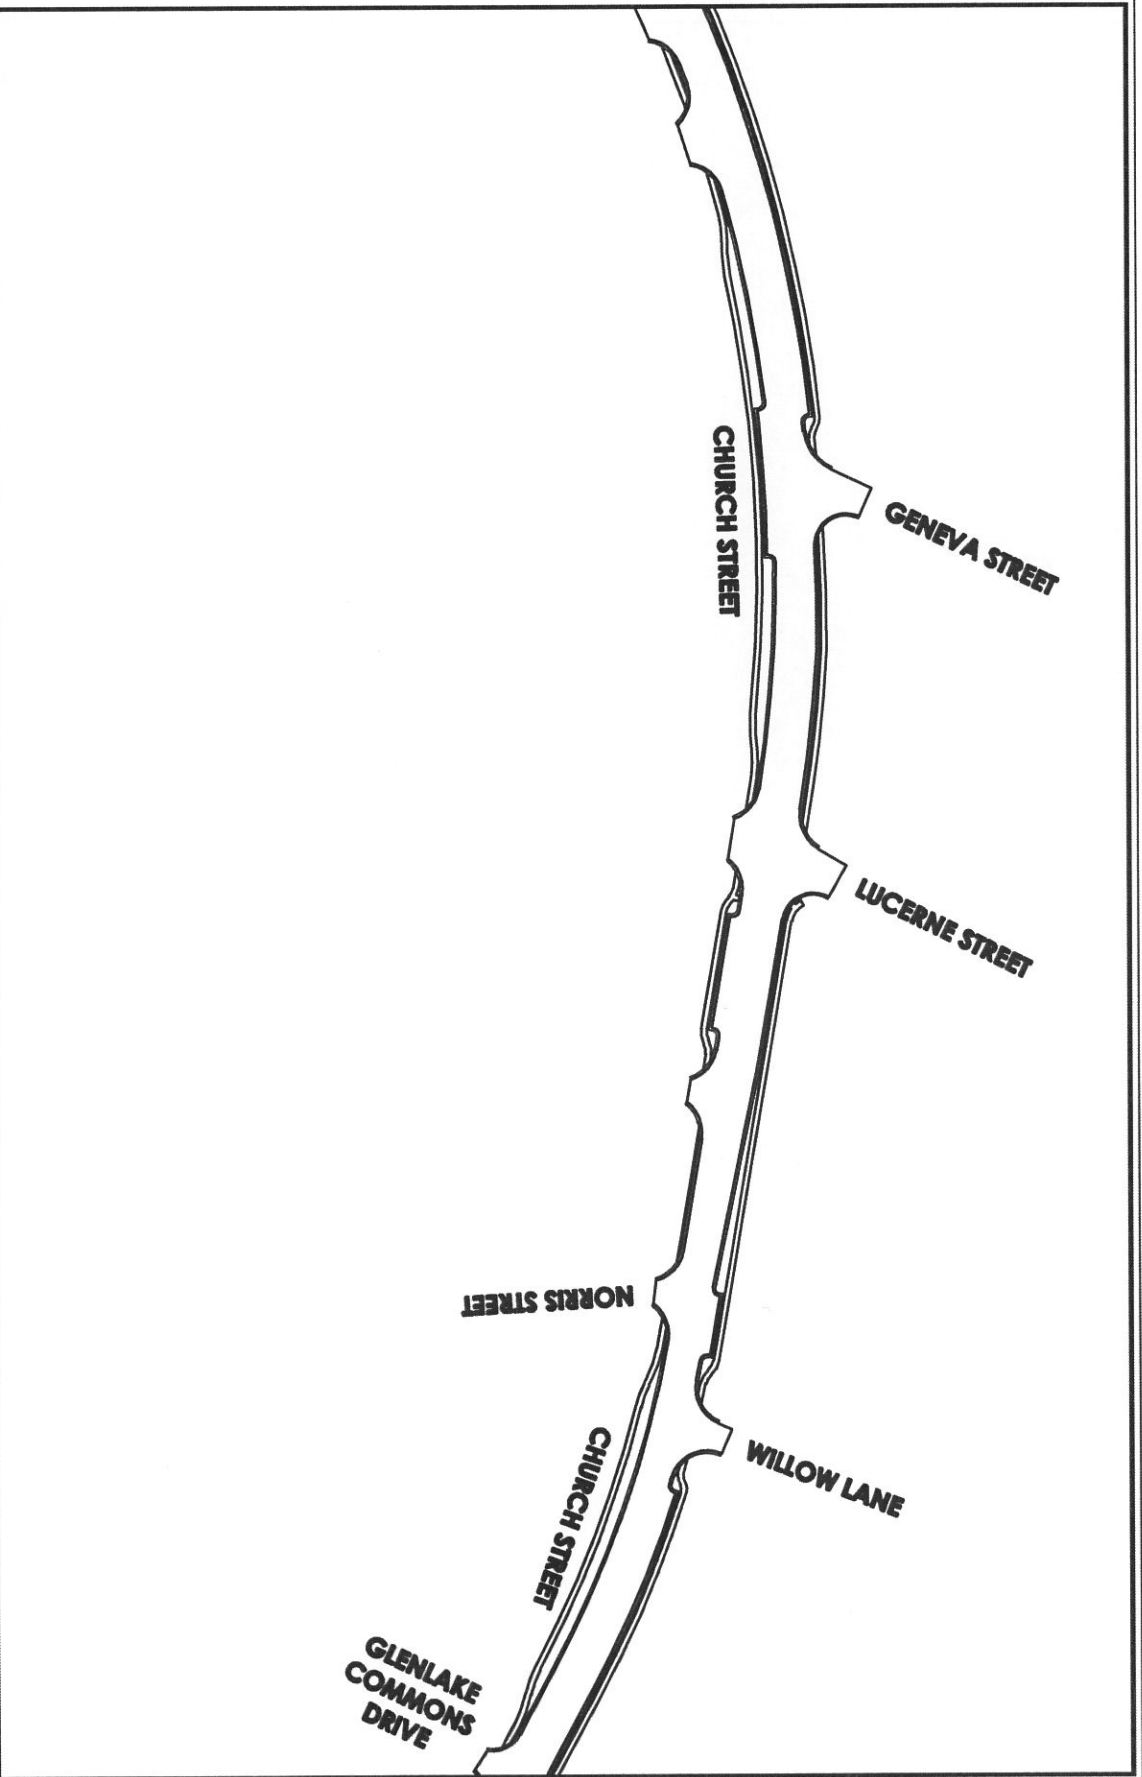 CHURCH STREET
GENEVA STREET
LUCERNE STREET
NORRIS STREET
WILLOW LANE
CHURCH STREET
GLENLAKE
COMMONS
DRIVE